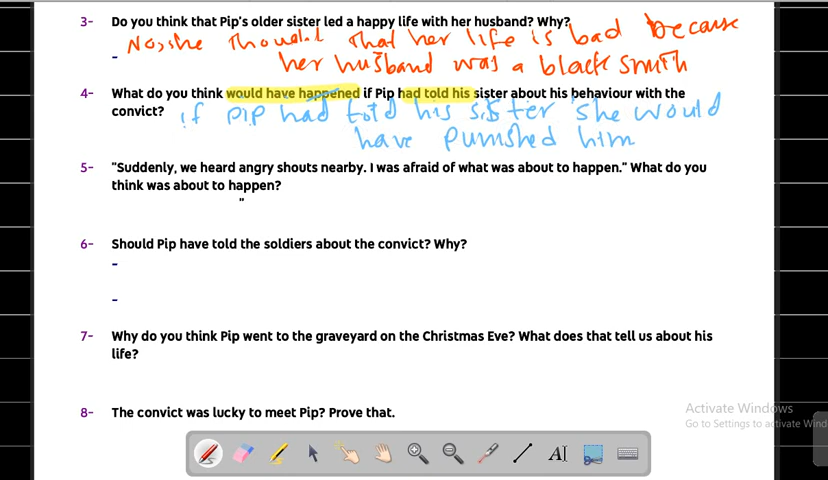 3- Do you think that Pip's older sister led a happy life with her husband? Why?
- No, she thought that her life is bad because
her husband was a black smith
4- What do you think would have happened if Pip had told his sister about his behaviour with the
convict? if pip had told his sister she would
have punished him
5- "Suddenly, we heard angry shouts nearby. I was afraid of what was about to happen." What do you
think was about to happen?
"
6- Should Pip have told the soldiers about the convict? Why?
-
-
7- Why do you think Pip went to the graveyard on the Christmas Eve? What does that tell us about his
life?
8- The convict was lucky to meet Pip? Prove that.
Activate Windows
Go to Settings to activate Wind
AI